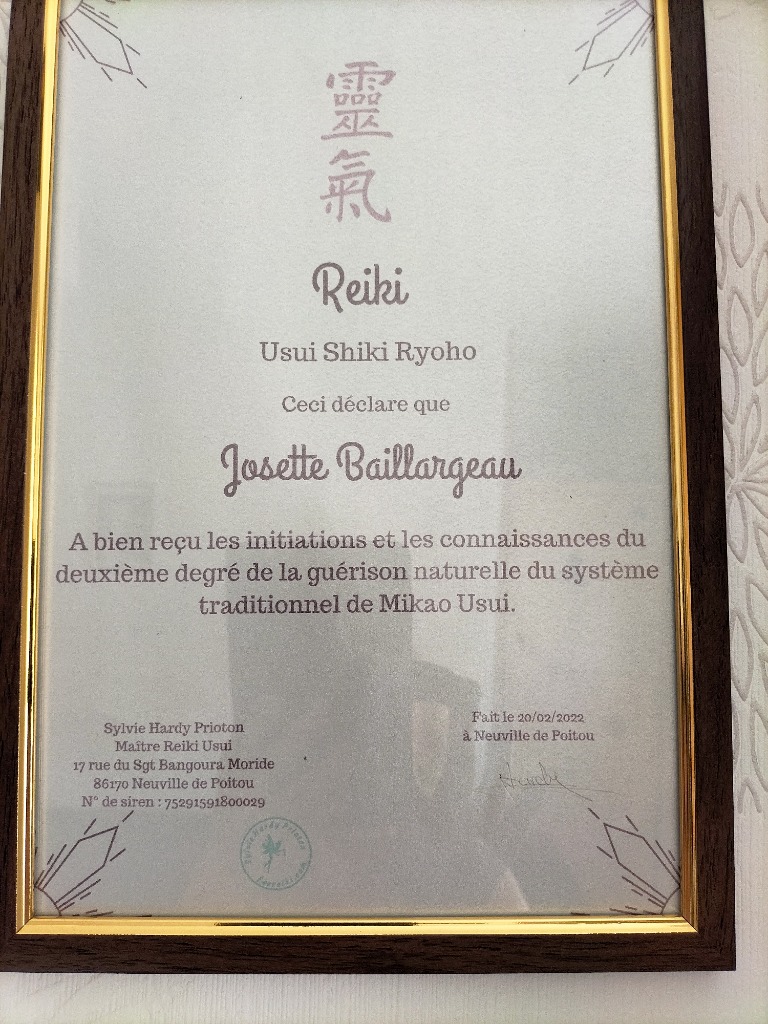 靈
氣
Reiki
Usui Shiki Ryoho
Ceci déclare que
Josette Baillargeau
A bien reçu les initiations et les connaissances du
deuxième degré de la guérison naturelle du système
traditionnel de Mikao Usui.
Sylvie Hardy Prioton
Maître Reiki Usui
17 rue du Sgt Bangoura Moride
86170 Neuville de Poitou
N° de siren : 75291591800029
Fait le 20/02/2022
à Neuville de Poitou
Sylvie Hardy Prioton